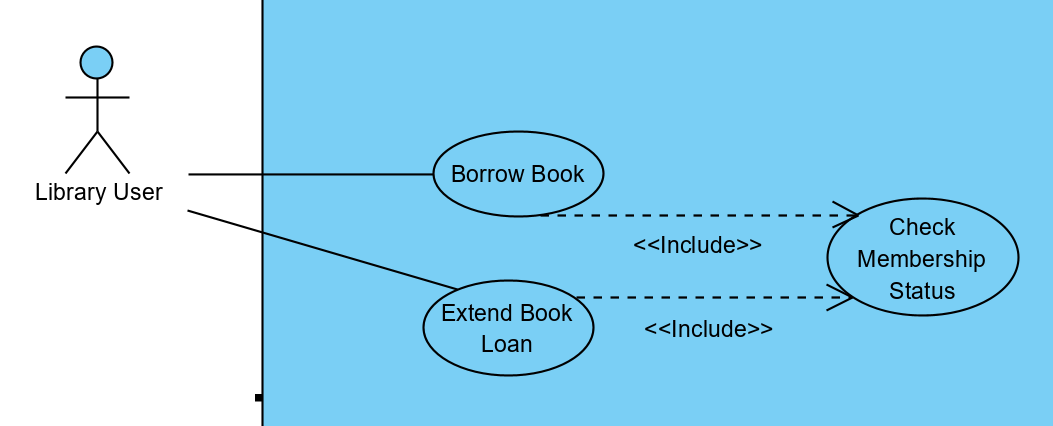 Library User
Borrow Book
<<Include>>
Check
Membership
Status
Extend Book
Loan
<<Include>>